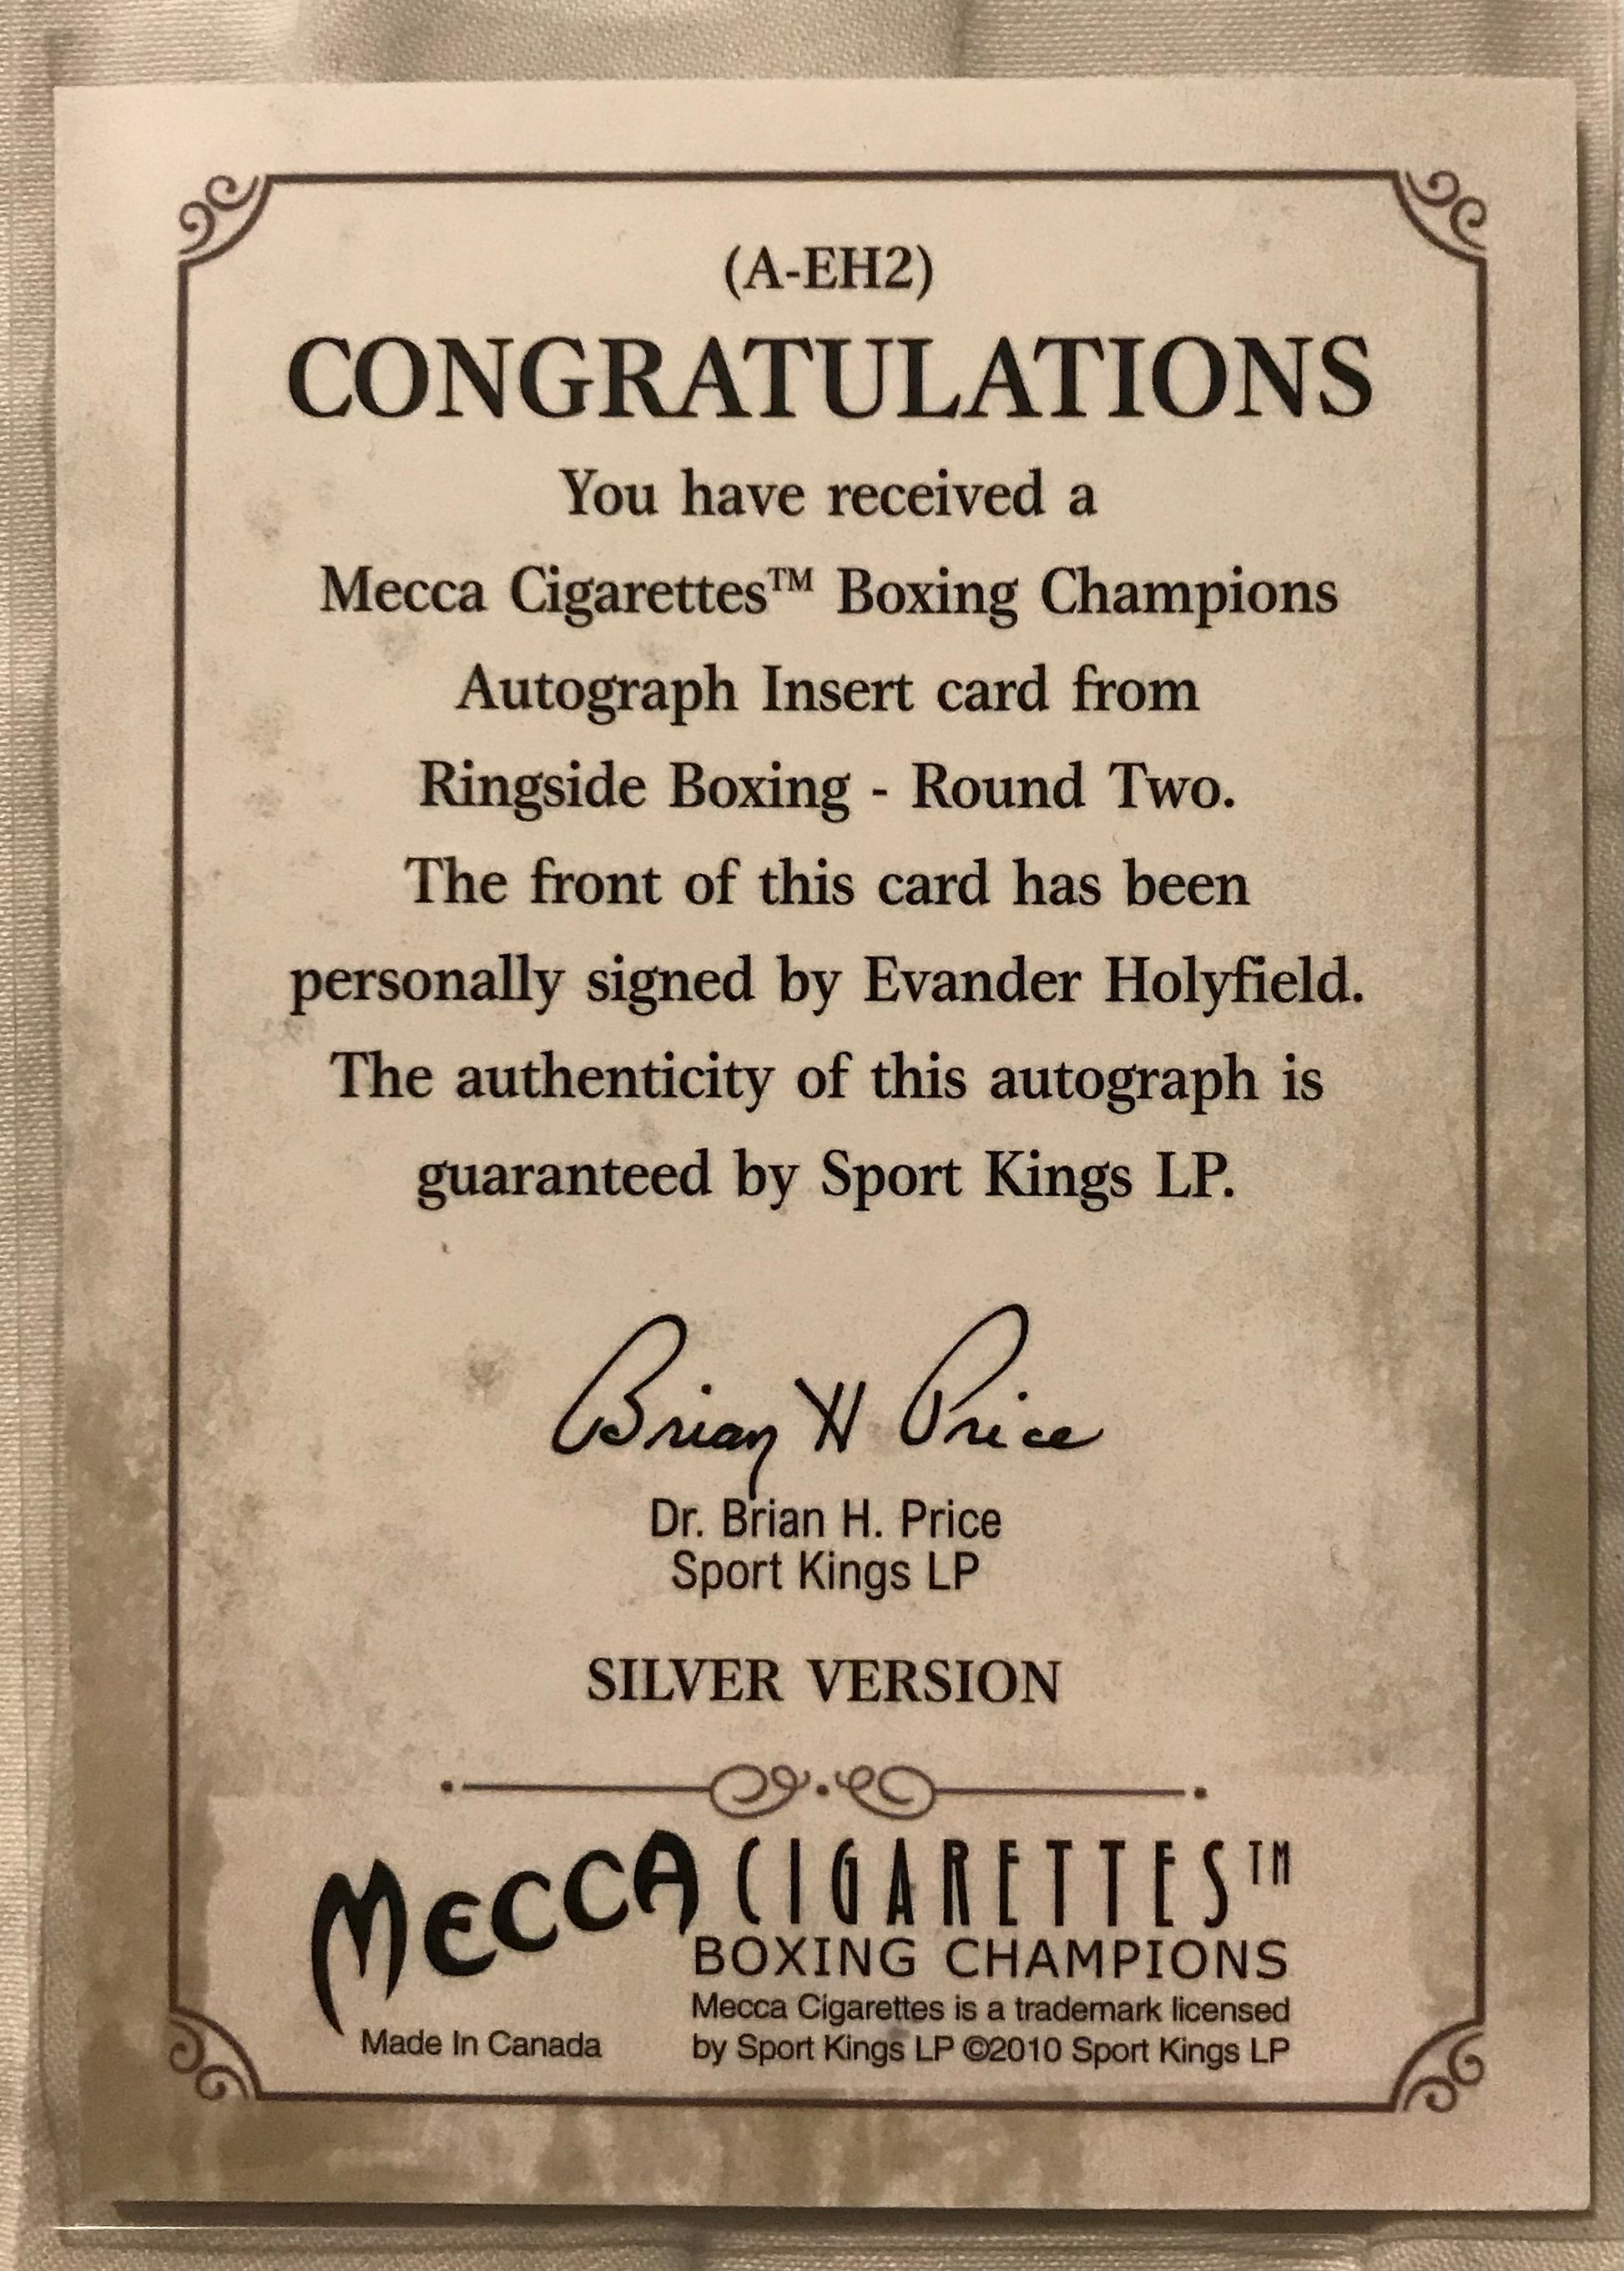 (A-EH2)
CONGRATULATIONS
You have received a
Mecca Cigarettes™ Boxing Champions
Autograph Insert card from
Ringside Boxing - Round Two.
The front of this card has been
personally signed by Evander Holyfield.
The authenticity of this autograph is
guaranteed by Sport Kings LP.
Brian H Price
Dr. Brian H. Price
Sport Kings LP
SILVER VERSION
MECCA CIGARETTES™
BOXING CHAMPIONS
Mecca Cigarettes is a trademark licensed
by Sport Kings LP ©2010 Sport Kings LP
Made In Canada